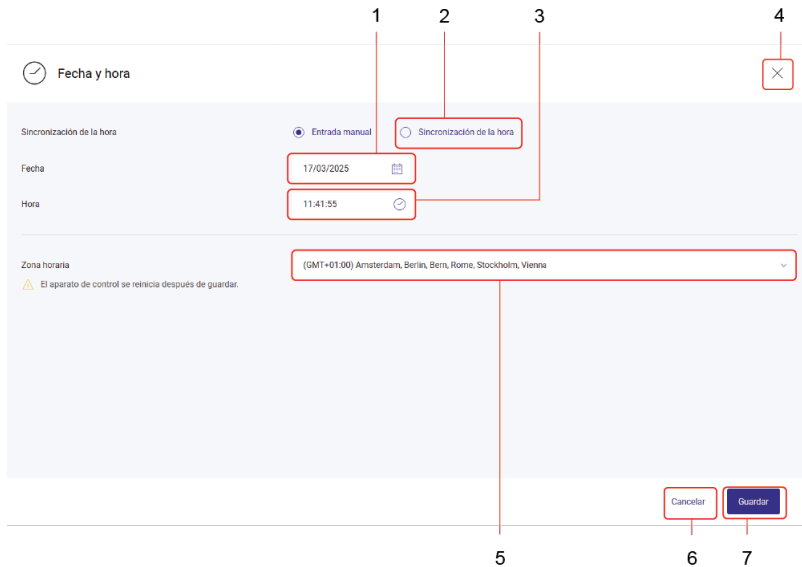 1 2 3 4
Fecha y hora
Sincronización de la hora Entrada manual Sincronización de la hora
Fecha 17/03/2025
Hora 11:41:55
Zona horaria (GMT+01:00) Amsterdam, Berlin, Bern, Rome, Stockholm, Vienna
El aparato de control se reinicia después de guardar.
Cancelar Guardar
5 6 7